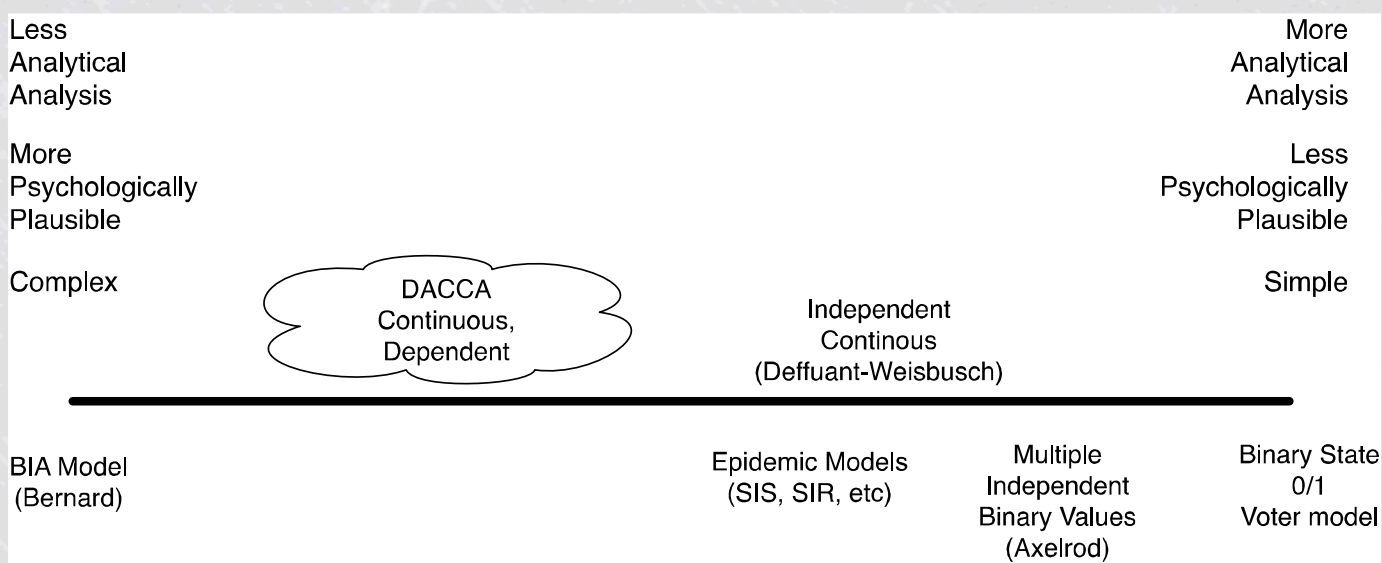 Less
Analytical
Analysis
More
Analytical
Analysis
More
Psychologically
Plausible
Less
Psychologically
Plausible
Complex
Simple
DACCA
Continuous,
Dependent
Independent
Continous
(Deffuant-Weisbusch)
BIA Model
(Bernard)
Epidemic Models
(SIS, SIR, etc)
Multiple
Independent
Binary Values
(Axelrod)
Binary State
0/1
Voter model